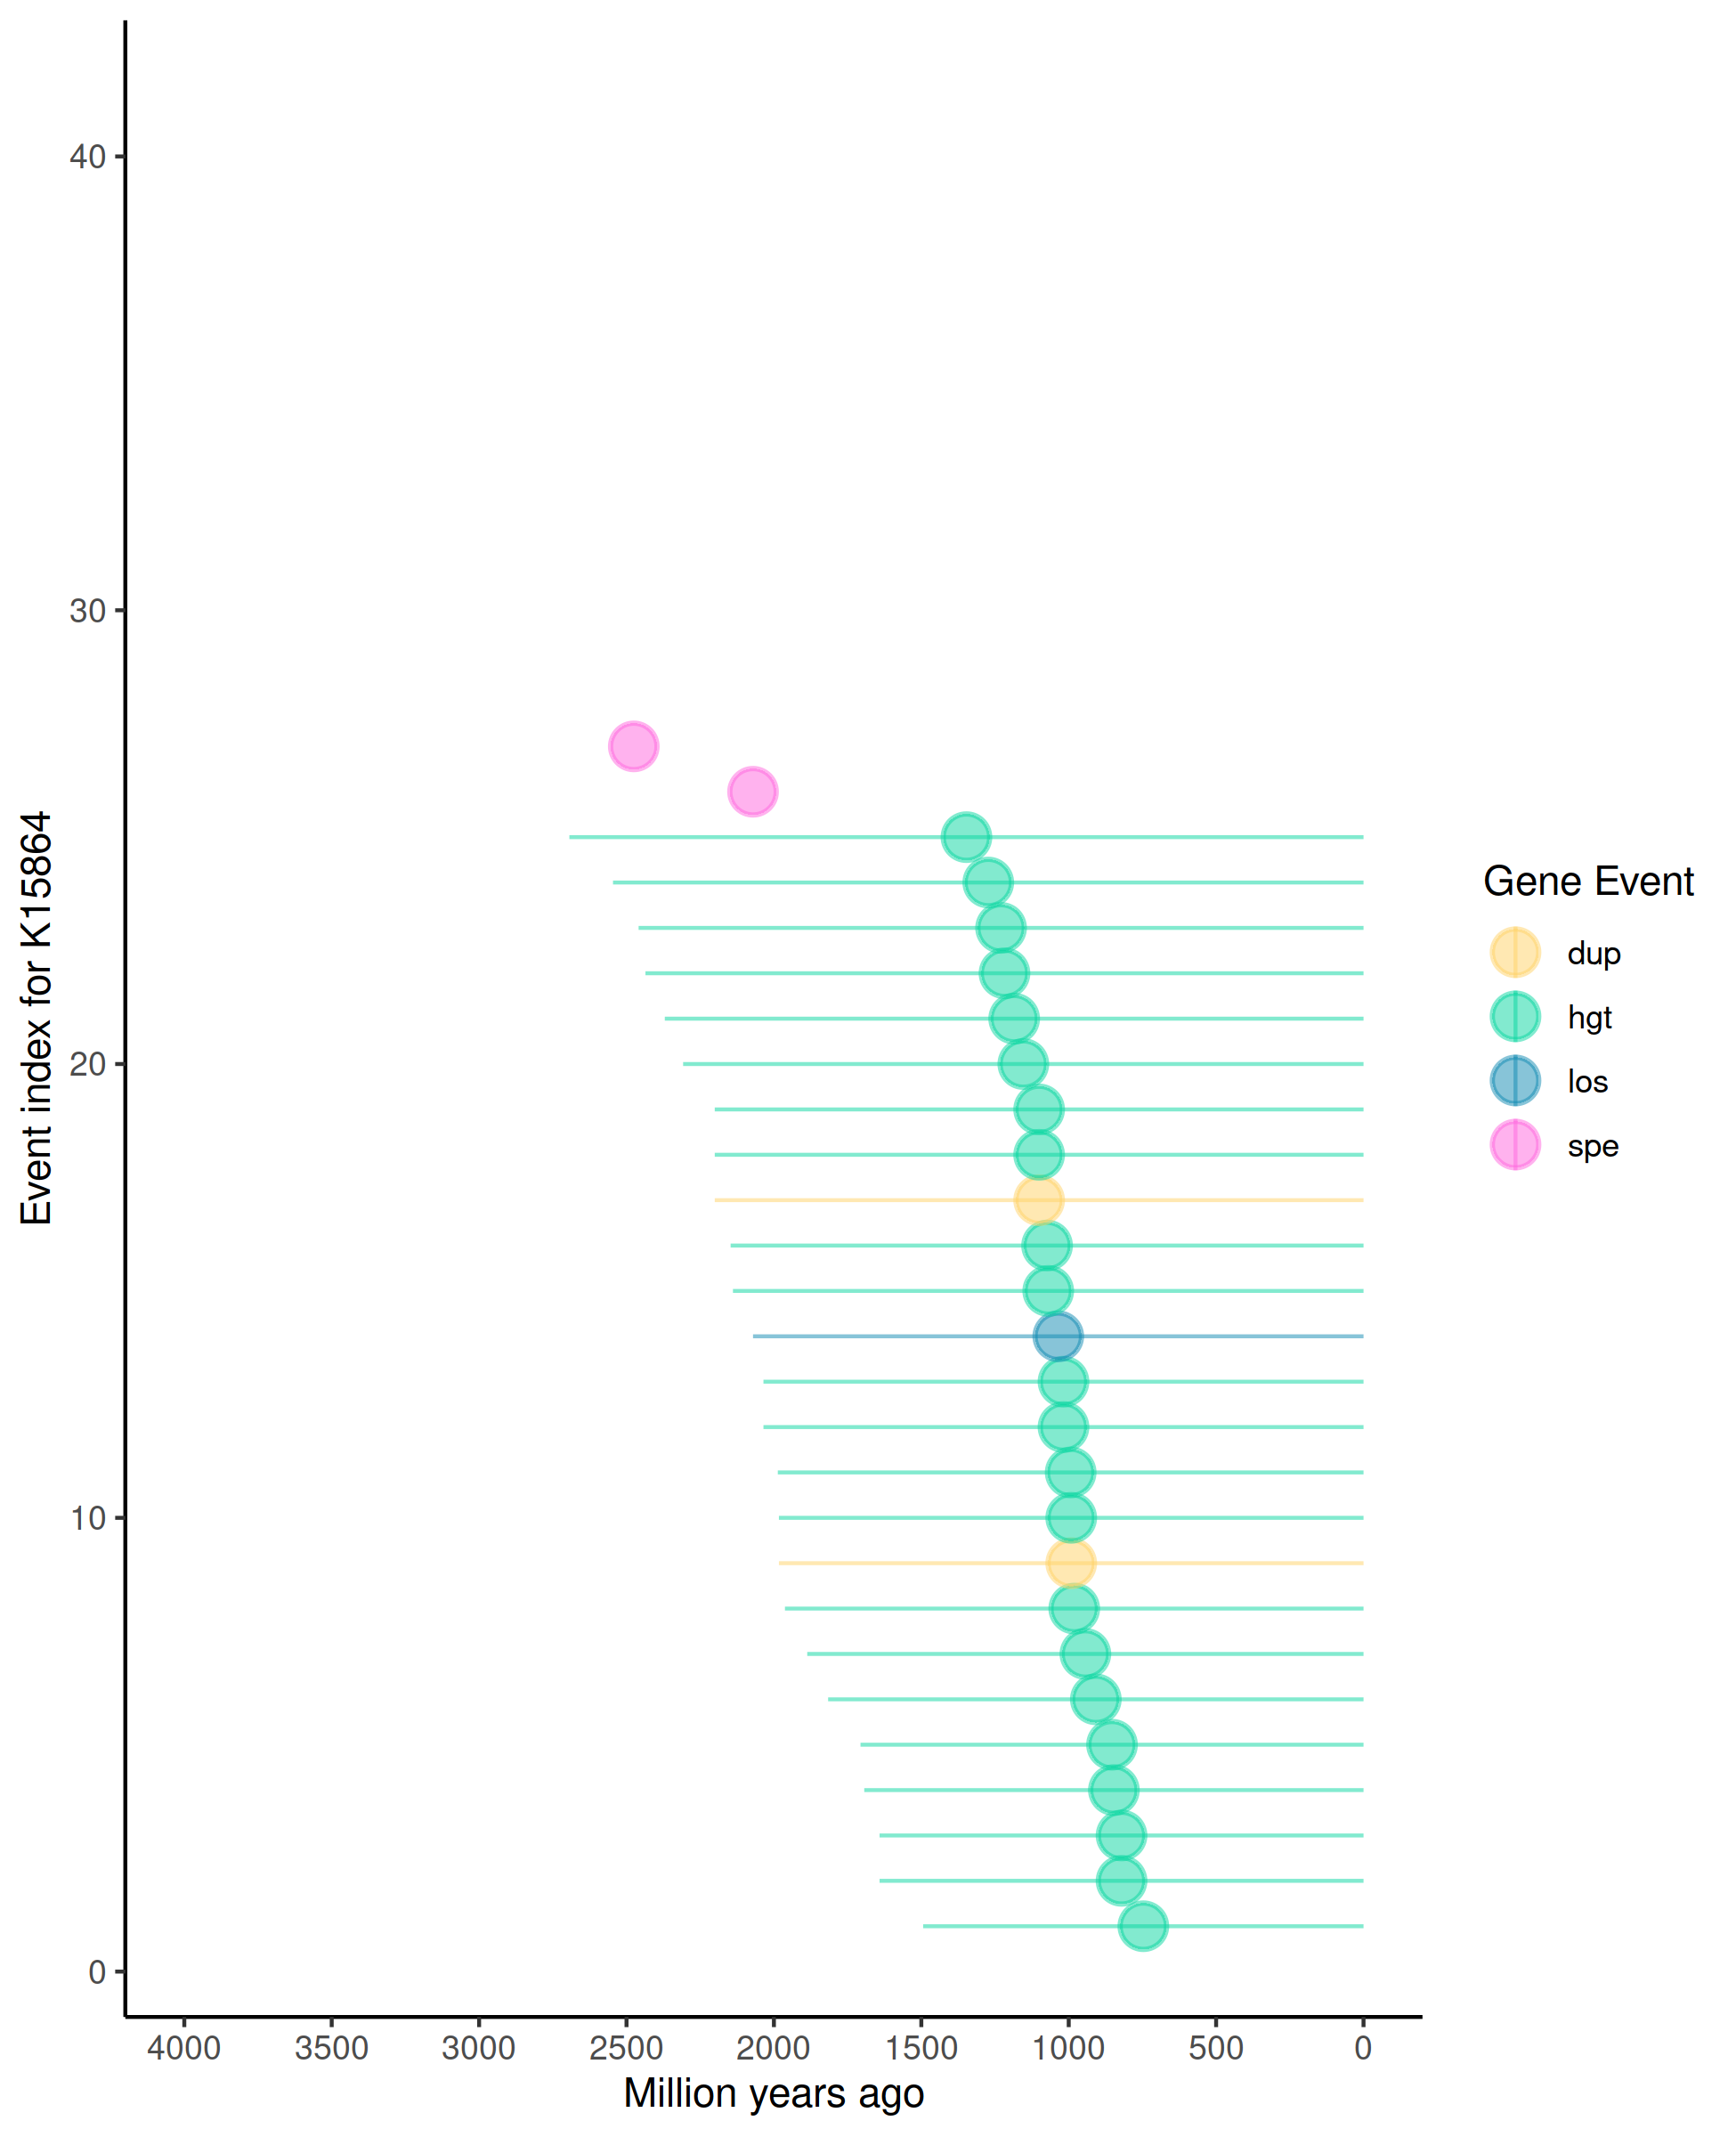 40
30
20
10
0
Event index for K15864
4000 3500 3000 2500 2000 1500 1000 500 0
Million years ago
Gene Event
dup
hgt
los
spe